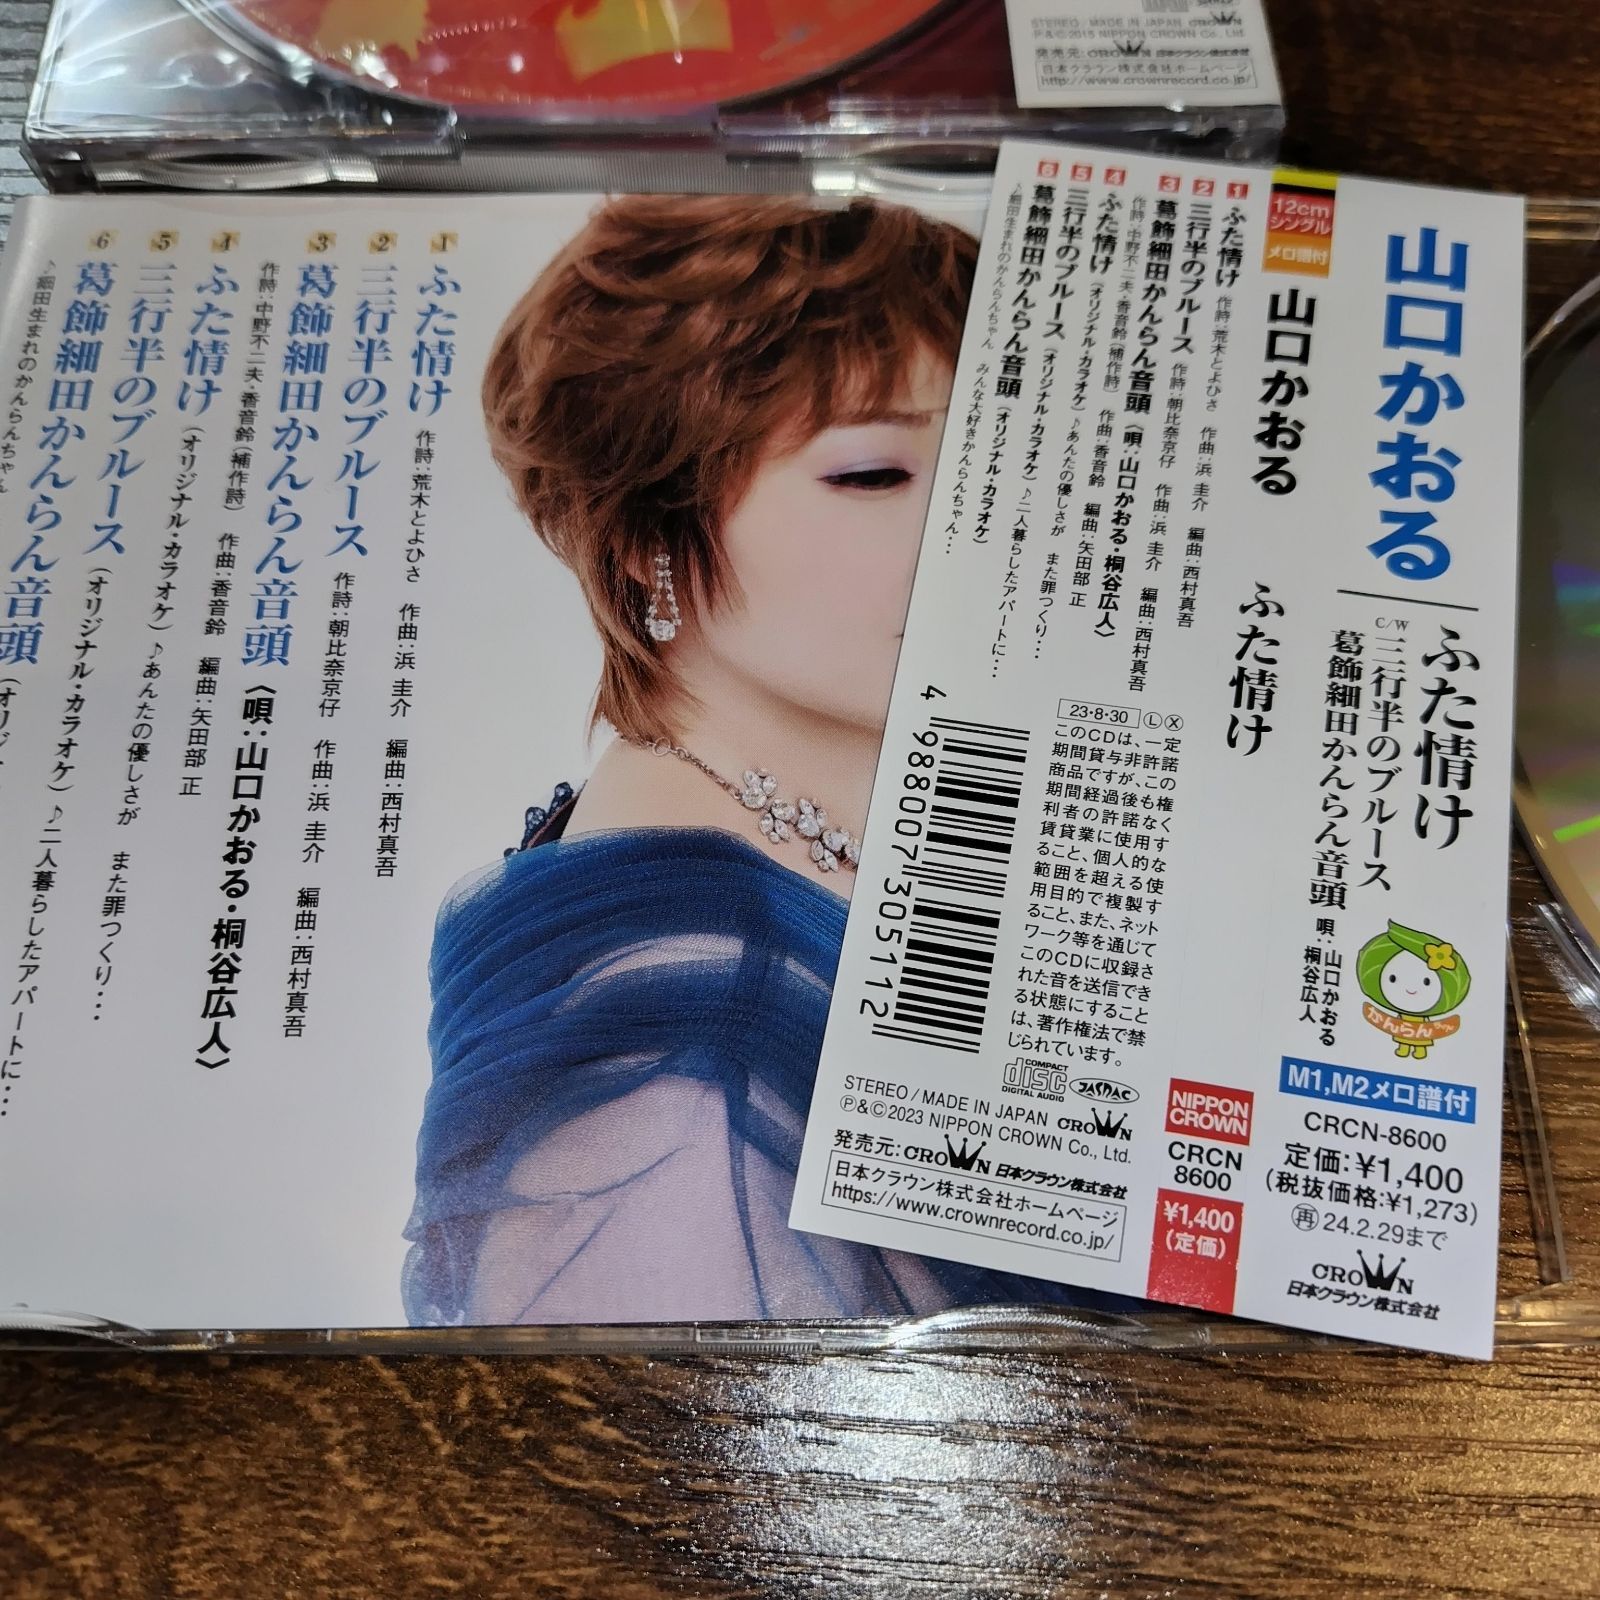 STEREO / MADE IN JAPAN CROWN
Ⓟ&Ⓒ2015 NIPPON CROWN Co., Ltd.
発売元:CROWN 日本クラウン株式会社
日本クラウン株式会社ホームページ
http://www.crownrecord.co.jp/
1 ふた情け 作詩:荒木とよひさ 作曲:浜 圭介 編曲:西村真吾
2 三行半のブルース 作詩:朝比奈京仔 作曲:浜 圭介 編曲:西村真吾
3 葛飾細田かんらん音頭 〈唄:山口かおる・桐谷広人〉
作詩:中野不二夫・香音鈴(補作詩) 作曲:香音鈴 編曲:矢田部 正
4 ふた情け (オリジナル・カラオケ) ♪あんたの優しさが また罪つくり…
5 三行半のブルース (オリジナル・カラオケ) ♪二人暮らしたアパートに…
6 葛飾細田かんらん音頭
♪細田生まれのかんらんちゃん
1 ふた情け 作詩:荒木とよひさ 作曲:浜 圭介 編曲:西村真吾
2 三行半のブルース 作詩:朝比奈京仔 作曲:浜 圭介 編曲:西村真吾
3 葛飾細田かんらん音頭 〈唄:山口かおる・桐谷広人〉
作詩:中野不二夫・香音鈴(補作詩) 作曲:香音鈴 編曲:矢田部 正
4 ふた情け (オリジナル・カラオケ) ♪あんたの優しさが また罪つくり…
5 三行半のブルース (オリジナル・カラオケ) ♪二人暮らしたアパートに…
6 葛飾細田かんらん音頭 (オリジナル・カラオケ)
♪細田生まれのかんらんちゃん みんな大好きかんらんちゃん…
4 988007 305112
23・8・30 Ⓛ Ⓧ
このCDは、一定
期間貸与非許諾
商品ですが、この
期間経過後も権
利者の許諾なく
賃貸業に使用す
ること、個人的な
範囲を超える使
用目的で複製す
ること、また、ネット
ワーク等を通じて
このCDに収録さ
れた音を送信でき
る状態にすること
は、著作権法で禁
じられています。
COMPACT disc DIGITAL AUDIO JASRAC
STEREO / MADE IN JAPAN CROWN
Ⓟ&Ⓒ2023 NIPPON CROWN Co., Ltd.
発売元:CROWN 日本クラウン株式会社
日本クラウン株式会社ホームページ
https://www.crownrecord.co.jp/
12cm
シングル
メロ譜付
山口かおる ふた情け
NIPPON
CROWN
CRCN
8600
¥1,400
(定価)
山口かおる
ふた情け
C/W
三行半のブルース
葛飾細田かんらん音頭 唄:山口かおる
桐谷広人
かんらん
M1,M2メロ譜付
CRCN-8600
定価:¥1,400
(税抜価格:¥1,273)
再 24.2.29まで
CROWN
日本クラウン株式会社